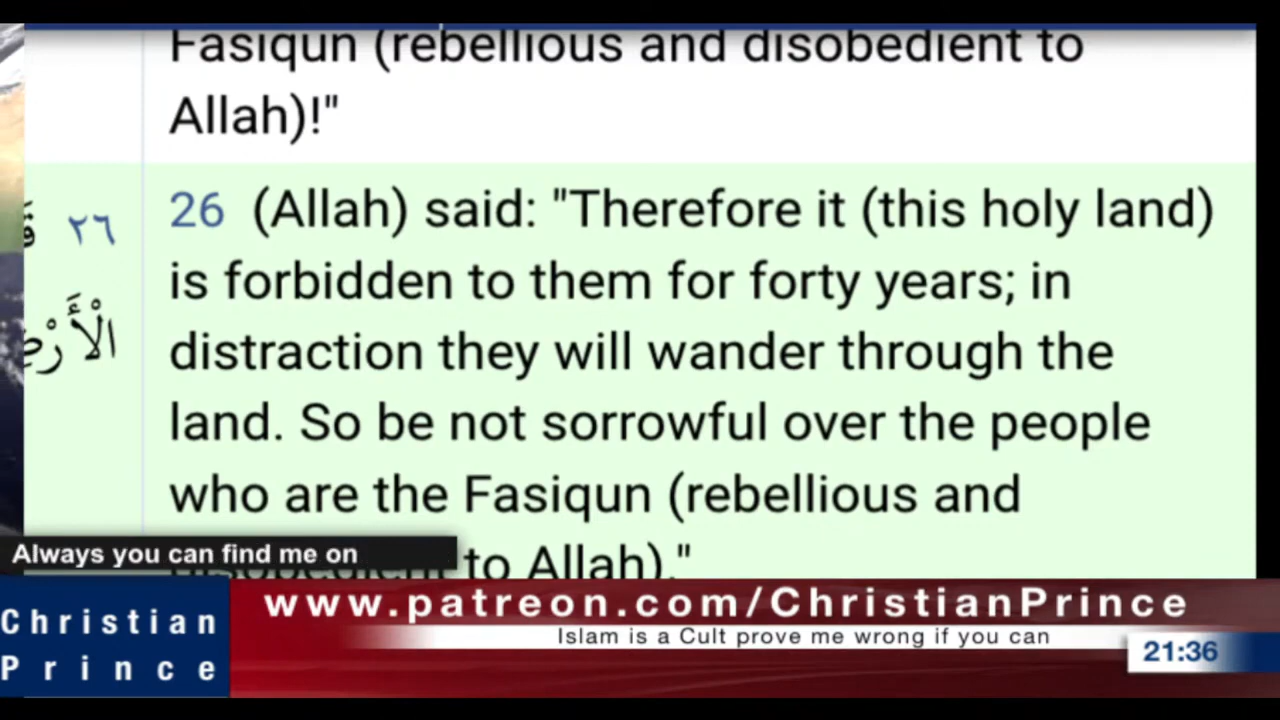 Fasiqun (rebellious and disobedient to
Allah)!"
26 (Allah) said: "Therefore it (this holy land)
is forbidden to them for forty years; in
distraction they will wander through the
land. So be not sorrowful over the people
who are the Fasiqun (rebellious and
disobedient to Allah)."
٢٦
الْأَرْضِ
Always you can find me on
www.patreon.com/ChristianPrince
Islam is a Cult prove me wrong if you can
Christian
Prince
21:36